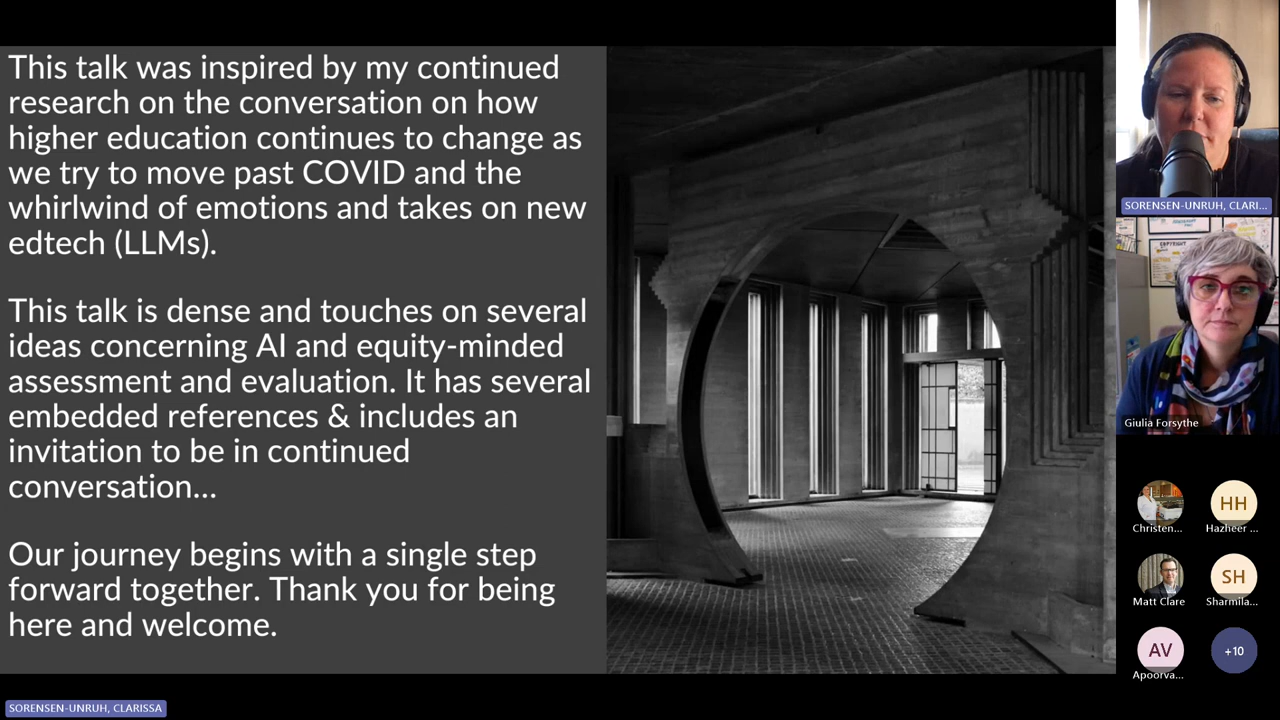 This talk was inspired by my continued
research on the conversation on how
higher education continues to change as
we try to move past COVID and the
whirlwind of emotions and takes on new
edtech (LLMs).
This talk is dense and touches on several
ideas concerning AI and equity-minded
assessment and evaluation. It has several
embedded references & includes an
invitation to be in continued
conversation...
Our journey begins with a single step
forward together. Thank you for being
here and welcome.
SORENSEN-UNRUH, CLARISSA
SORENSEN-UNRUH, CLARI...
COPYRIGHT
Giulia Forsythe
HH
Christen...
Hazheer ...
SH
Matt Clare
Sharmila...
AV
+10
Apoorva...